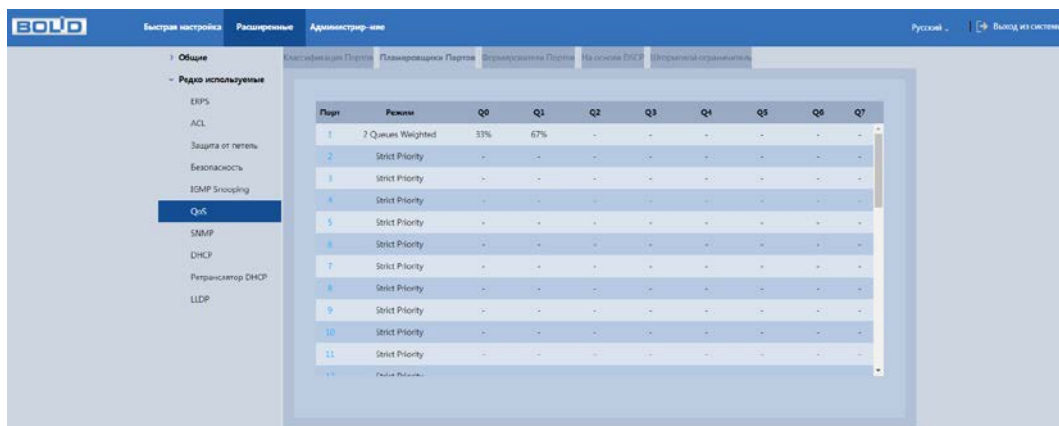 BOLID Быстрая настройка Расширенные Администрир-ние Русский Выход из системы
Общие
Редко используемые
ERPS
ACL
Защита от петель
Безопасность
IGMP Snooping
QoS
SNMP
DHCP
Ретранслятор DHCP
LLDP
Классификация Портов Планировщики Портов Формирователи Портов На основе DSCP Штормовой ограничитель
Порт Режим Q0 Q1 Q2 Q3 Q4 Q5 Q6 Q7
1 2 Queues Weighted 33% 67% - - - - - -
2 Strict Priority - - - - - - - -
3 Strict Priority - - - - - - - -
4 Strict Priority - - - - - - - -
5 Strict Priority - - - - - - - -
6 Strict Priority - - - - - - - -
7 Strict Priority - - - - - - - -
8 Strict Priority - - - - - - - -
9 Strict Priority - - - - - - - -
10 Strict Priority - - - - - - - -
11 Strict Priority - - - - - - - -
12 Strict Priority